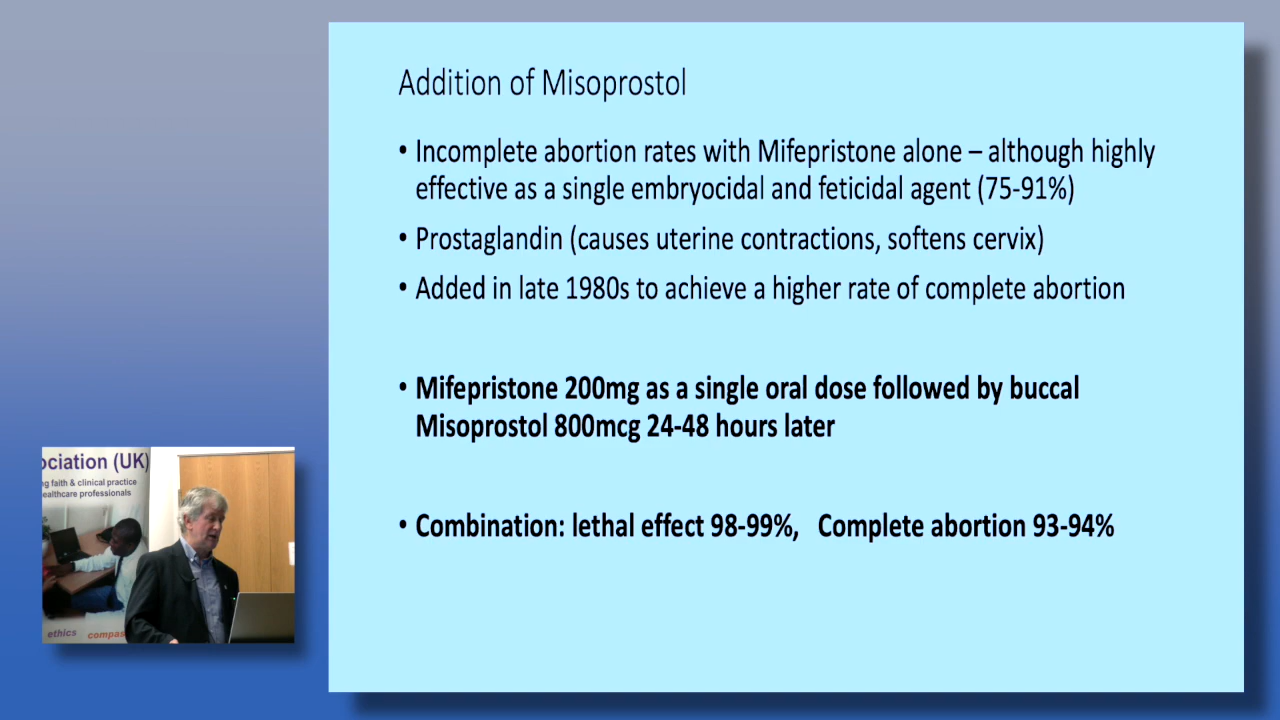 Addition of Misoprostol
• Incomplete abortion rates with Mifepristone alone – although highly
effective as a single embryocidal and feticidal agent (75-91%)
• Prostaglandin (causes uterine contractions, softens cervix)
• Added in late 1980s to achieve a higher rate of complete abortion
• Mifepristone 200mg as a single oral dose followed by buccal
Misoprostol 800mcg 24-48 hours later
• Combination: lethal effect 98-99%, Complete abortion 93-94%
ociation (UK)
ng faith & clinical practice
ealthcare professionals
ethics compas